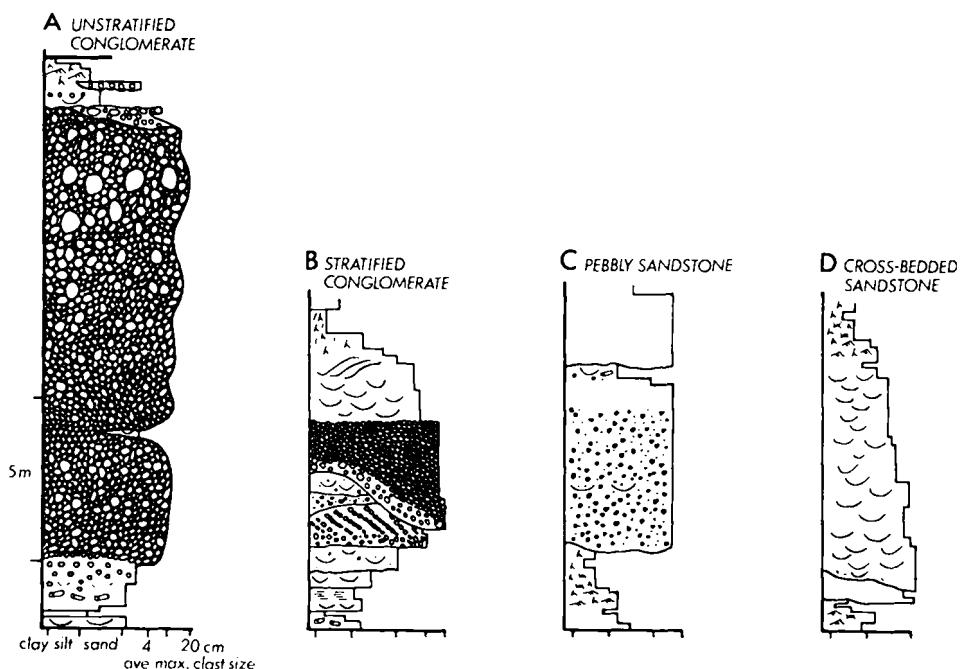 A UNSTRATIFIED
CONGLOMERATE
B STRATIFIED
CONGLOMERATE
C PEBBLY SANDSTONE
D CROSS-BEDDED
SANDSTONE
5m
clay silt sand 4 20 cm
ave max. clast size